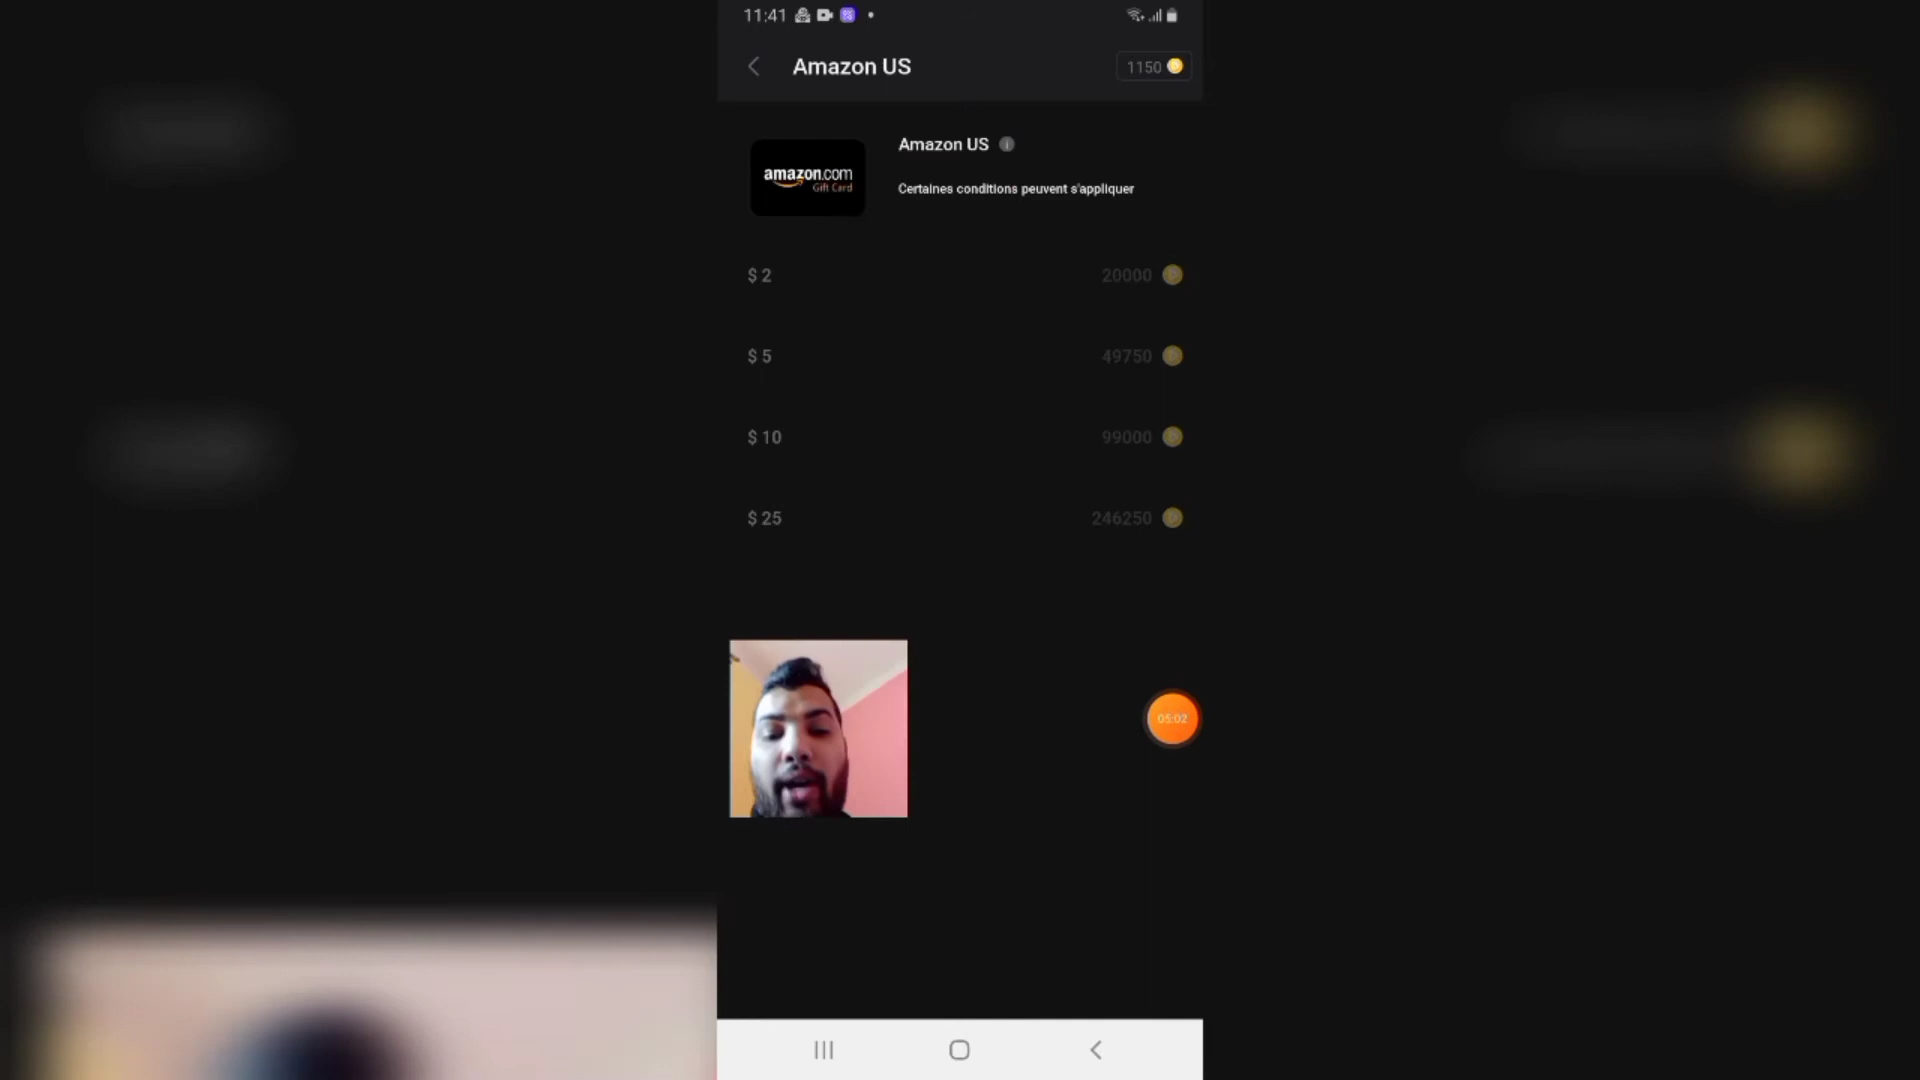 11:41
Amazon US
1150
amazon.com
Gift Card
Amazon US
Certaines conditions peuvent s'appliquer
$ 2 20000
$ 5 49750
$ 10 99000
$ 25 246250
05:02